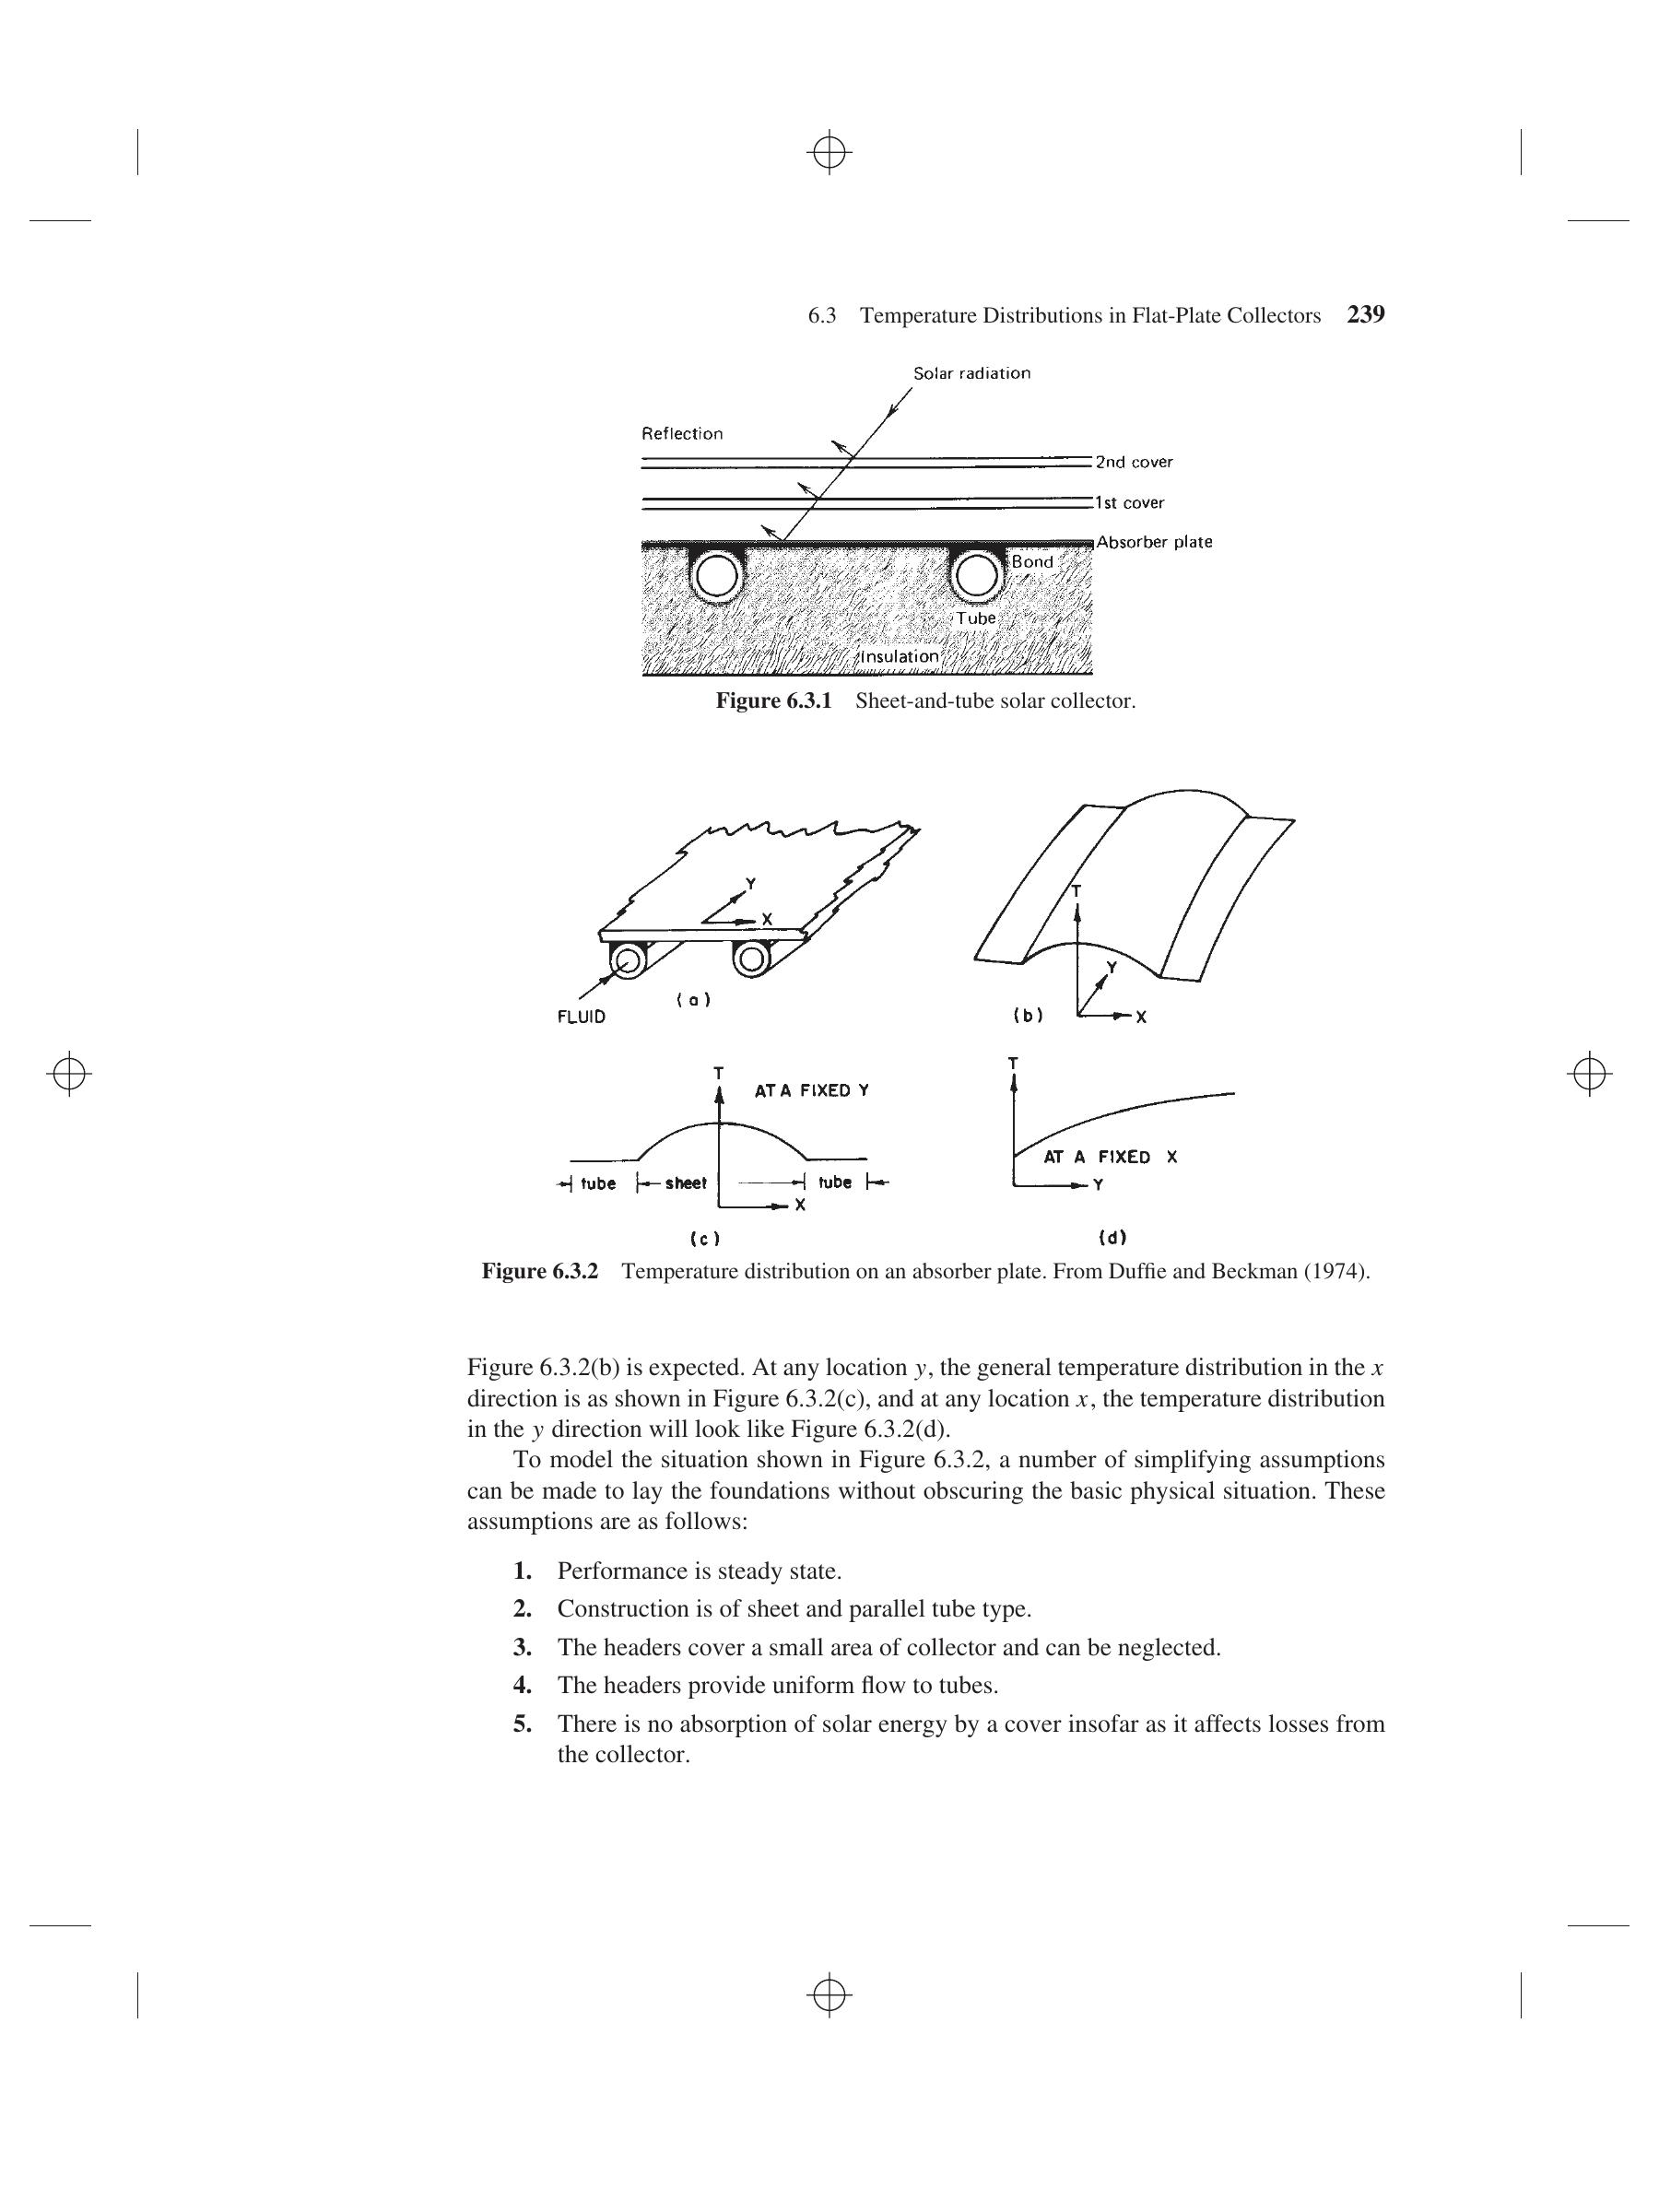 6.3 Temperature Distributions in Flat-Plate Collectors 239
Solar radiation
Reflection
2nd cover
1st cover
Absorber plate
Bond
Tube
Insulation
Figure 6.3.1 Sheet-and-tube solar collector.
Y
X
FLUID
(a)
T
Y
X
(b)
T
AT A FIXED Y
tube sheet tube
X
(c)
T
AT A FIXED X
Y
(d)
Figure 6.3.2 Temperature distribution on an absorber plate. From Duffie and Beckman (1974).
Figure 6.3.2(b) is expected. At any location y, the general temperature distribution in the x
direction is as shown in Figure 6.3.2(c), and at any location x, the temperature distribution
in the y direction will look like Figure 6.3.2(d).
To model the situation shown in Figure 6.3.2, a number of simplifying assumptions
can be made to lay the foundations without obscuring the basic physical situation. These
assumptions are as follows:
1. Performance is steady state.
2. Construction is of sheet and parallel tube type.
3. The headers cover a small area of collector and can be neglected.
4. The headers provide uniform flow to tubes.
5. There is no absorption of solar energy by a cover insofar as it affects losses from
the collector.